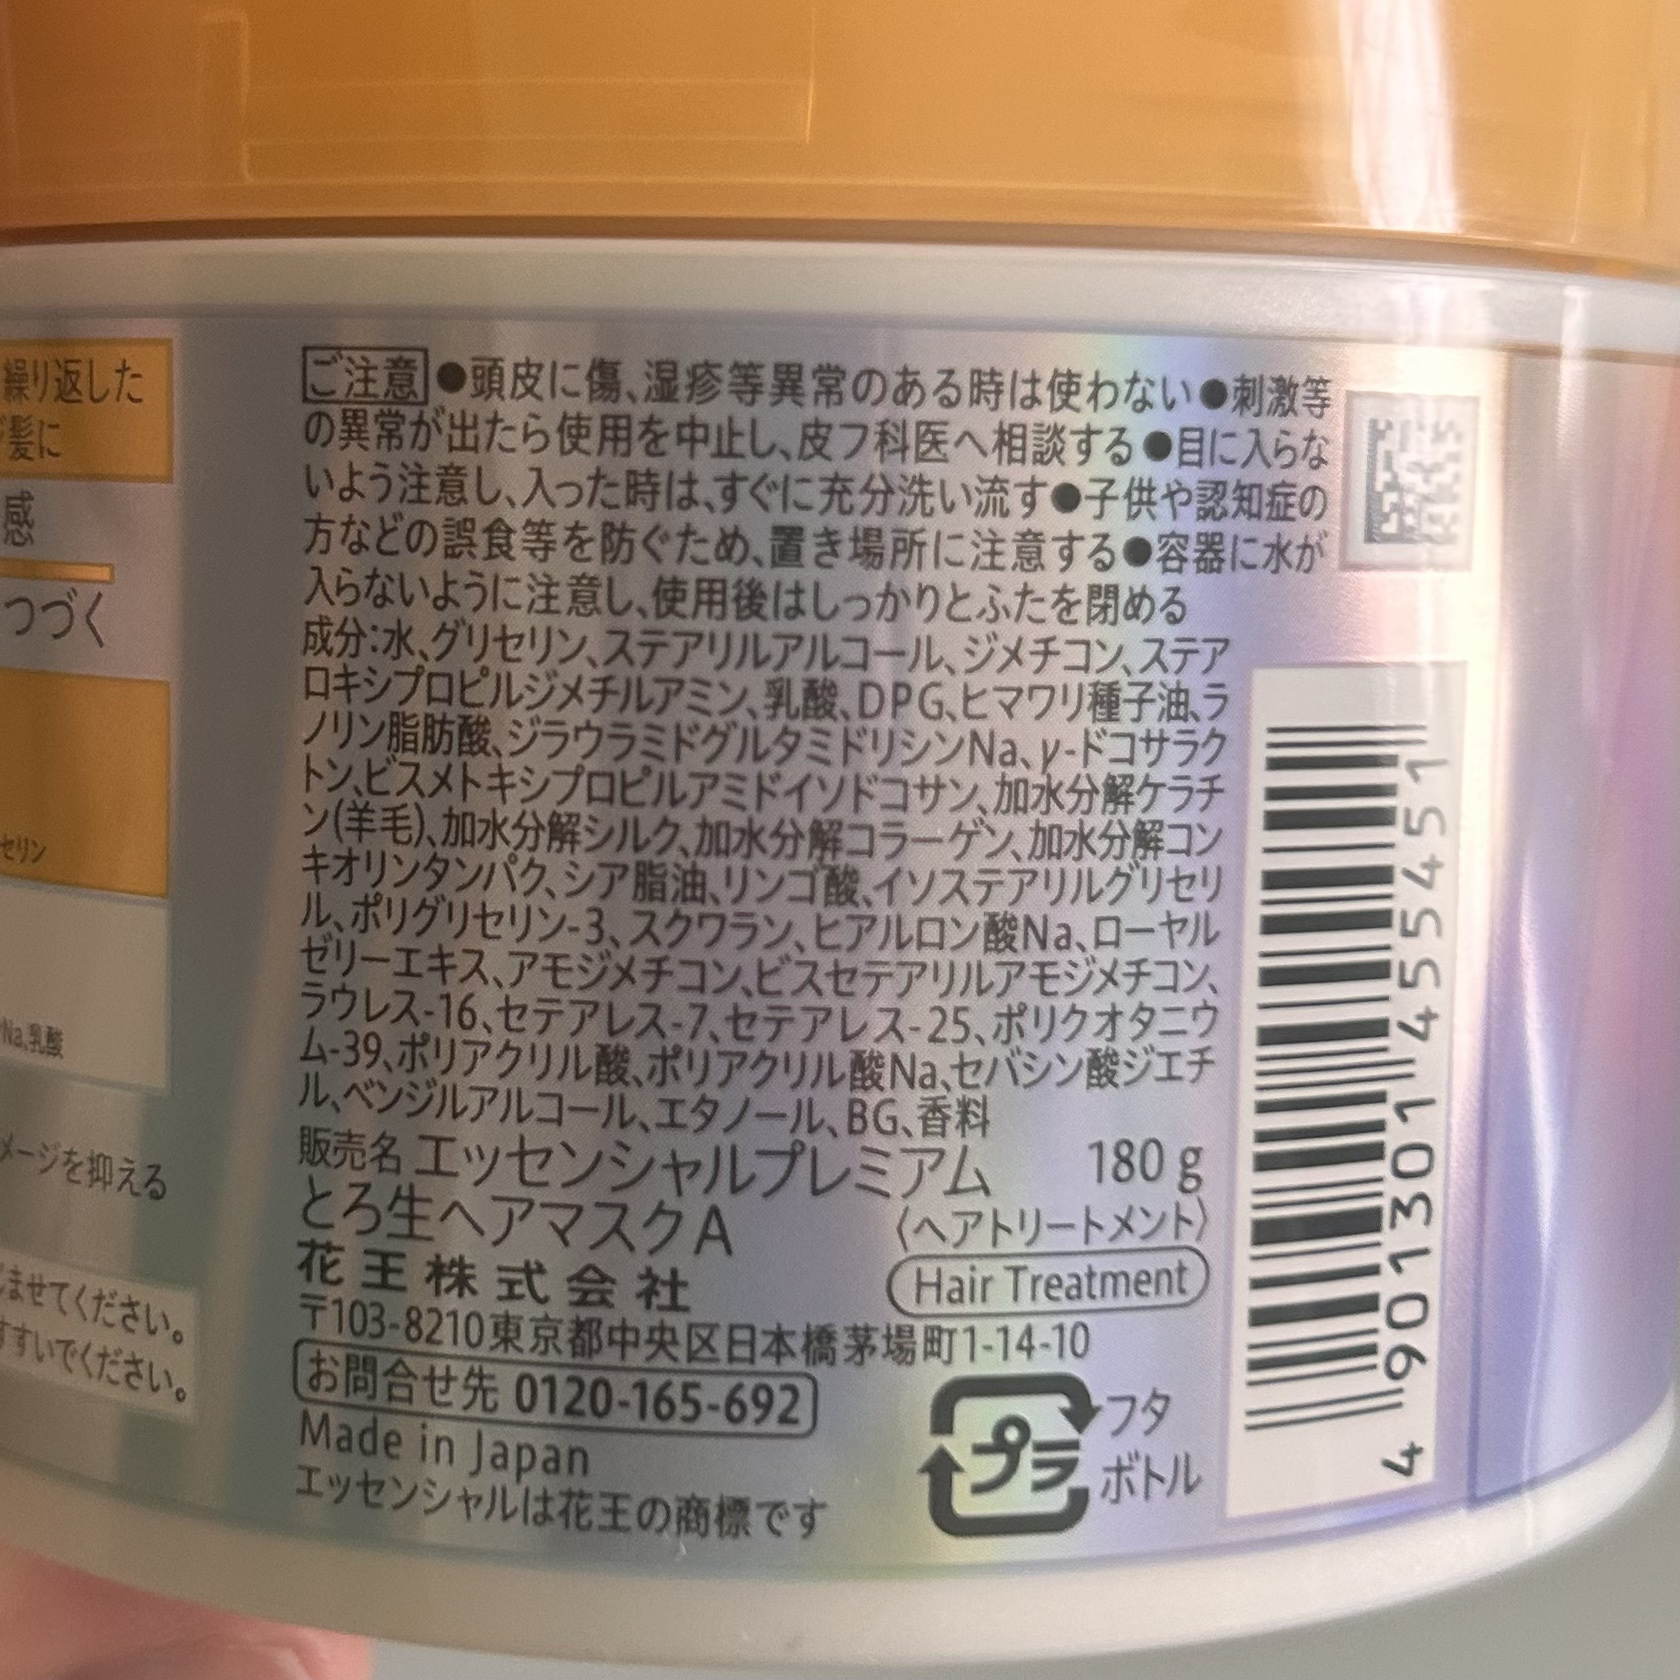 繰り返した
髪に
感
つづく
セリン
Na、乳酸
メージを抑える
ませてください。
すすいでください。
ご注意 ●頭皮に傷、湿疹等異常のある時は使わない●刺激等
の異常が出たら使用を中止し、皮フ科医へ相談する●目に入らな
いよう注意し、入った時は、すぐに充分洗い流す●子供や認知症の
方などの誤食等を防ぐため、置き場所に注意する●容器に水が
入らないように注意し、使用後はしっかりとふたを閉める
成分：水、グリセリン、ステアリルアルコール、ジメチコン、ステア
ロキシプロピルジメチルアミン、乳酸、DPG、ヒマワリ種子油、ラ
ノリン脂肪酸、ジラウラミドグルタミドリシンNa、γ-ドコサラク
トン、ビスメトキシプロピルアミドイソドコサン、加水分解ケラチ
ン(羊毛)、加水分解シルク、加水分解コラーゲン、加水分解コン
キオリンタンパク、シア脂油、リンゴ酸、イソステアリルグリセリ
ル、ポリグリセリン-3、スクワラン、ヒアルロン酸Na、ローヤル
ゼリーエキス、アモジメチコン、ビスセテアリルアモジメチコン、
ラウレス-16、セテアレス-7、セテアレス-25、ポリクオタニウ
ム-39、ポリアクリル酸、ポリアクリル酸Na、セバシン酸ジエチ
ル、ベンジルアルコール、エタノール、BG、香料
販売名 エッセンシャルプレミアム 180 g
とろ生ヘアマスクA 〈ヘアトリートメント〉
花王株式会社 Hair Treatment
〒103-8210東京都中央区日本橋茅場町1-14-10
お問合せ先 0120-165-692
Made in Japan
エッセンシャルは花王の商標です
プラ
フタ
ボトル
4 901301 455451